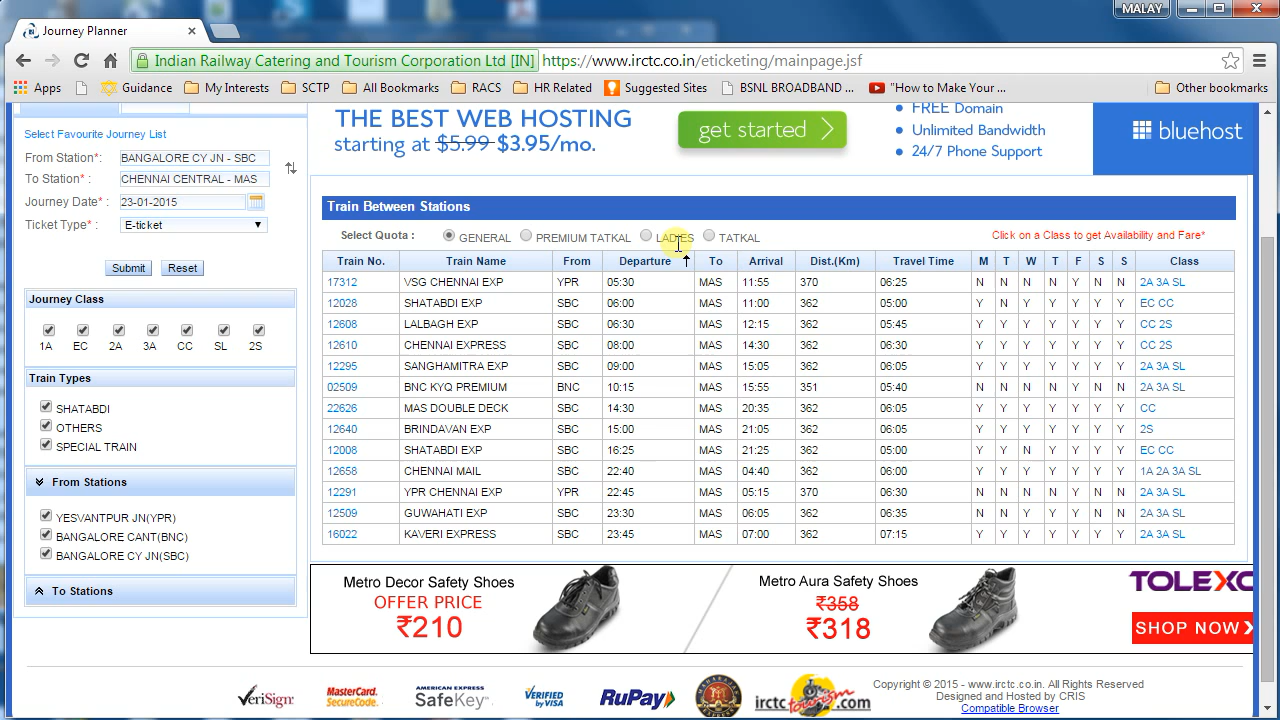 MALAY
Journey Planner
Indian Railway Catering and Tourism Corporation Ltd [IN] https://www.irctc.co.in/eticketing/mainpage.jsf
Apps Guidance My Interests SCTP All Bookmarks RACS HR Related Suggested Sites BSNL BROADBAND ... "How to Make Your ... Other bookmarks
THE BEST WEB HOSTING
starting at $5.99 $3.95/mo.
get started
• FREE Domain
• Unlimited Bandwidth
• 24/7 Phone Support
bluehost
Select Favourite Journey List
From Station*: BANGALORE CY JN - SBC
To Station* : CHENNAI CENTRAL - MAS
Journey Date* : 23-01-2015
Ticket Type* : E-ticket
Submit Reset
Journey Class
1A EC 2A 3A CC SL 2S
Train Types
SHATABDI
OTHERS
SPECIAL TRAIN
From Stations
YESVANTPUR JN(YPR)
BANGALORE CANT(BNC)
BANGALORE CY JN(SBC)
To Stations
Train Between Stations
Select Quota : GENERAL PREMIUM TATKAL LADIES TATKAL Click on a Class to get Availability and Fare*
Train No. Train Name From Departure To Arrival Dist.(Km) Travel Time M T W T F S S Class
17312 VSG CHENNAI EXP YPR 05:30 MAS 11:55 370 06:25 N N N N Y N N 2A 3A SL
12028 SHATABDI EXP SBC 06:00 MAS 11:00 362 05:00 Y N Y Y Y Y Y EC CC
12608 LALBAGH EXP SBC 06:30 MAS 12:15 362 05:45 Y Y Y Y Y Y Y CC 2S
12610 CHENNAI EXPRESS SBC 08:00 MAS 14:30 362 06:30 Y Y Y Y Y Y Y CC 2S
12295 SANGHAMITRA EXP SBC 09:00 MAS 15:05 362 06:05 Y Y Y Y Y Y Y 2A 3A SL
02509 BNC KYQ PREMIUM BNC 10:15 MAS 15:55 351 05:40 N N N N Y N N 2A 3A SL
22626 MAS DOUBLE DECK SBC 14:30 MAS 20:35 362 06:05 Y Y Y Y Y Y Y CC
12640 BRINDAVAN EXP SBC 15:00 MAS 21:05 362 06:05 Y Y Y Y Y Y Y 2S
12008 SHATABDI EXP SBC 16:25 MAS 21:25 362 05:00 Y Y N Y Y Y Y EC CC
12658 CHENNAI MAIL SBC 22:40 MAS 04:40 362 06:00 Y Y Y Y Y Y Y 1A 2A 3A SL
12291 YPR CHENNAI EXP YPR 22:45 MAS 05:15 370 06:30 N N N N Y N N 2A 3A SL
12509 GUWAHATI EXP SBC 23:30 MAS 06:05 362 06:35 N N Y Y Y N N 2A 3A SL
16022 KAVERI EXPRESS SBC 23:45 MAS 07:00 362 07:15 Y Y Y Y Y Y Y 2A 3A SL
Metro Decor Safety Shoes
OFFER PRICE
₹210
Metro Aura Safety Shoes
₹358
₹318
TOLEXO
SHOP NOW
VeriSign
MasterCard. SecureCode.
AMERICAN EXPRESS SafeKey
VERIFIED by VISA
RuPay
irctc tourism .com
Copyright © 2015 - www.irctc.co.in. All Rights Reserved
Designed and Hosted by CRIS
Compatible Browser